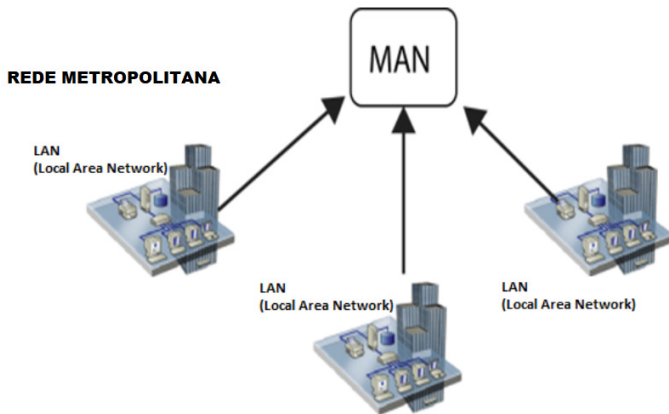 MAN
REDE METROPOLITANA
LAN
(Local Area Network)
LAN
(Local Area Network)
LAN
(Local Area Network)